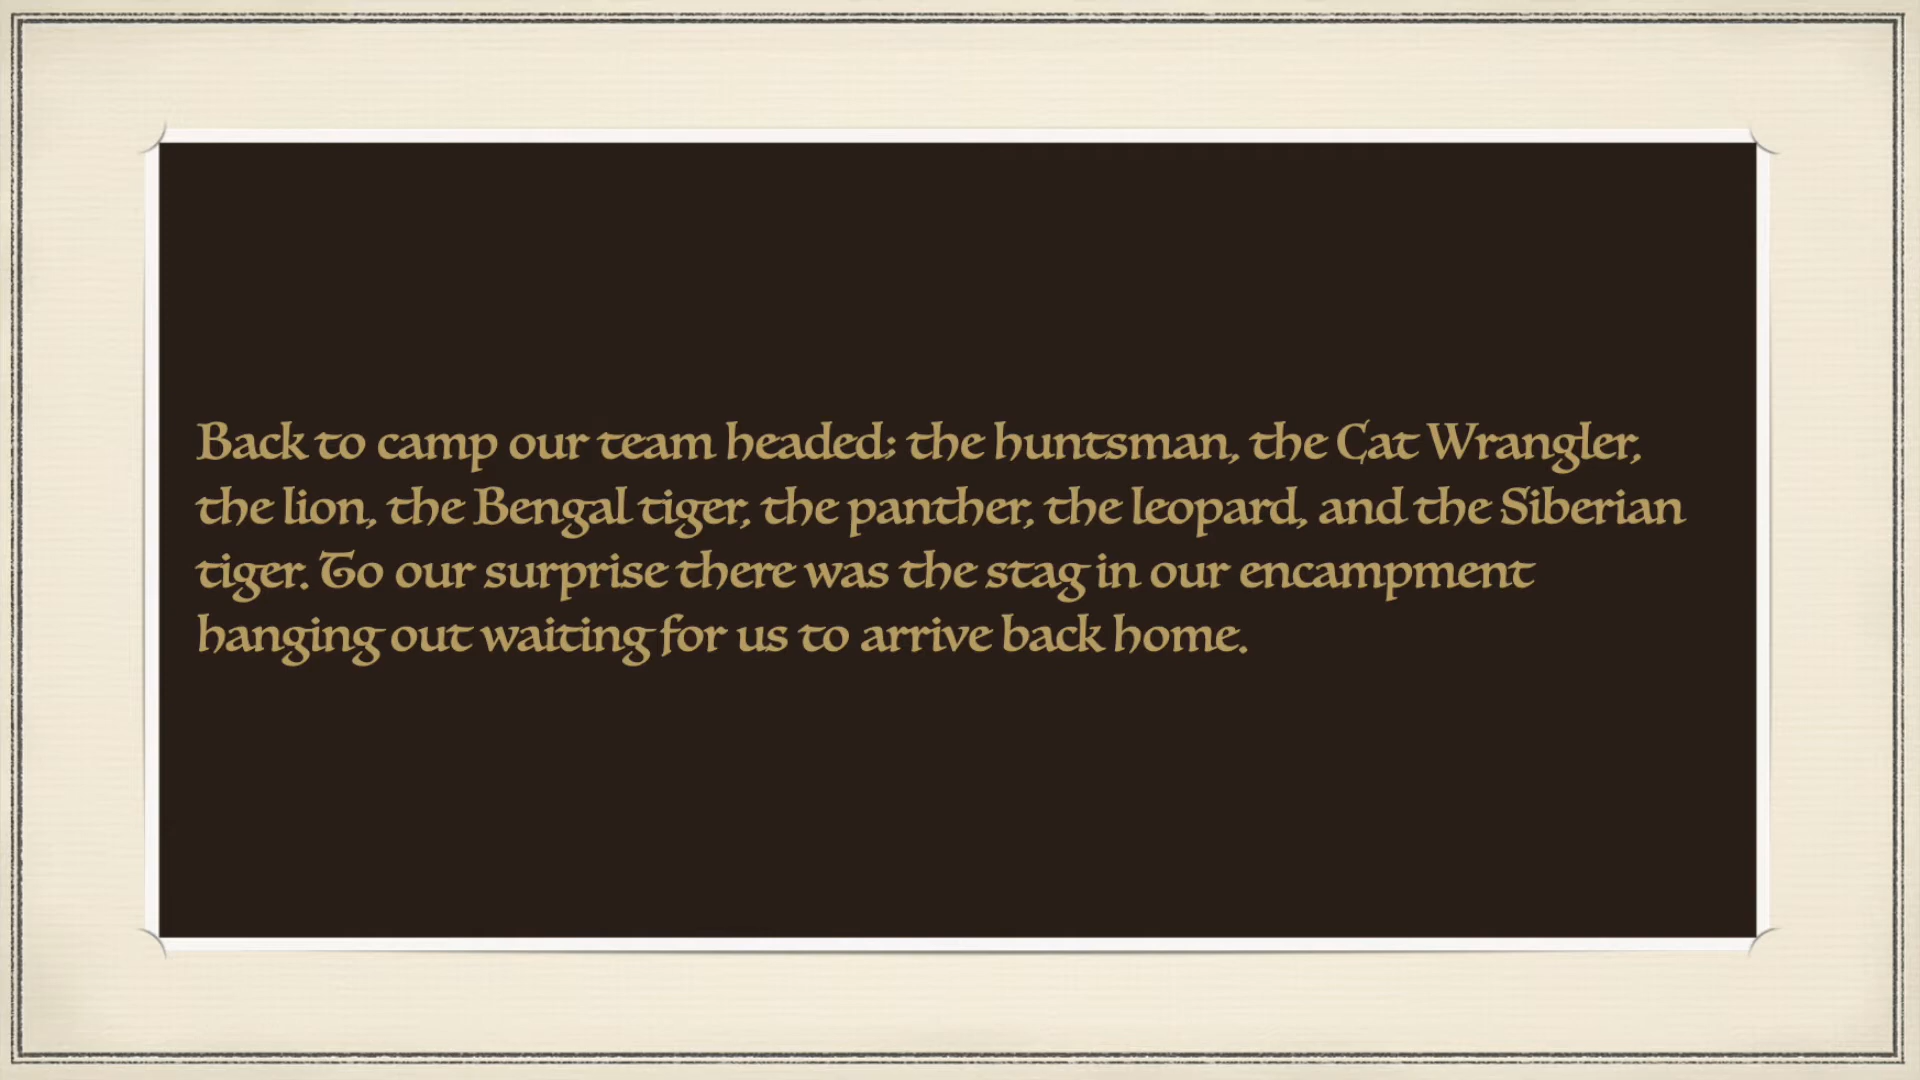 Back to camp our team headed; the huntsman, the Cat Wrangler,
the lion, the Bengal tiger, the panther, the leopard, and the Siberian
tiger. To our surprise there was the stag in our encampment
hanging out waiting for us to arrive back home.